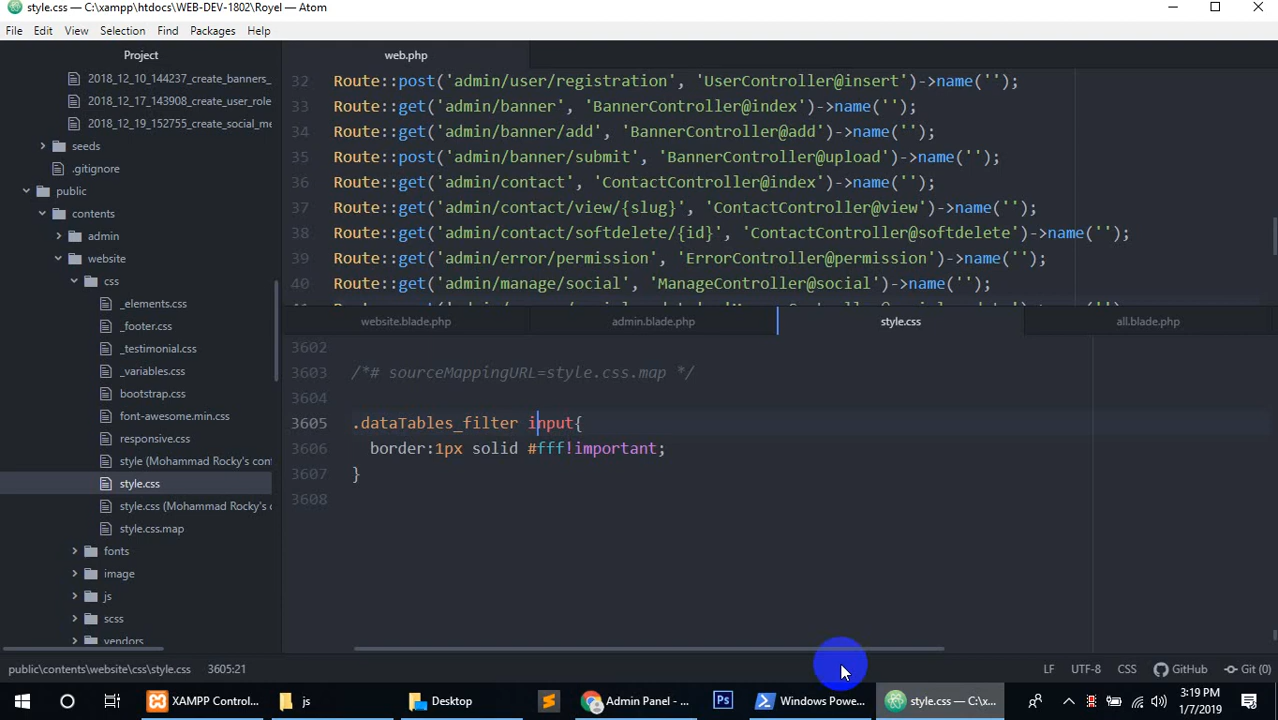 style.css — C:\xampp\htdocs\WEB-DEV-1802\Royel — Atom
File Edit View Selection Find Packages Help
Project
2018_12_10_144237_create_banners_
2018_12_17_143908_create_user_role
2018_12_19_152755_create_social_me
seeds
.gitignore
public
contents
admin
website
css
_elements.css
_footer.css
_testimonial.css
_variables.css
bootstrap.css
font-awesome.min.css
responsive.css
style (Mohammad Rocky's con
style.css
style.css (Mohammad Rocky's c
style.css.map
fonts
image
js
scss
vendors
web.php
32 Route::post('admin/user/registration', 'UserController@insert')->name('');
33 Route::get('admin/banner', 'BannerController@index')->name('');
34 Route::get('admin/banner/add', 'BannerController@add')->name('');
35 Route::post('admin/banner/submit', 'BannerController@upload')->name('');
36 Route::get('admin/contact', 'ContactController@index')->name('');
37 Route::get('admin/contact/view/{slug}', 'ContactController@view')->name('');
38 Route::get('admin/contact/softdelete/{id}', 'ContactController@softdelete')->name('');
39 Route::get('admin/error/permission', 'ErrorController@permission')->name('');
40 Route::get('admin/manage/social', 'ManageController@social')->name('');
website.blade.php admin.blade.php style.css all.blade.php
3602
3603 /*# sourceMappingURL=style.css.map */
3604
3605 .dataTables_filter input{
3606 border:1px solid #fff!important;
3607 }
3608
public\contents\website\css\style.css 3605:21 LF UTF-8 CSS GitHub Git (0)
XAMPP Control... js Desktop Admin Panel - ... Ps Windows Powe... style.css — C:\x... 3:19 PM
1/7/2019